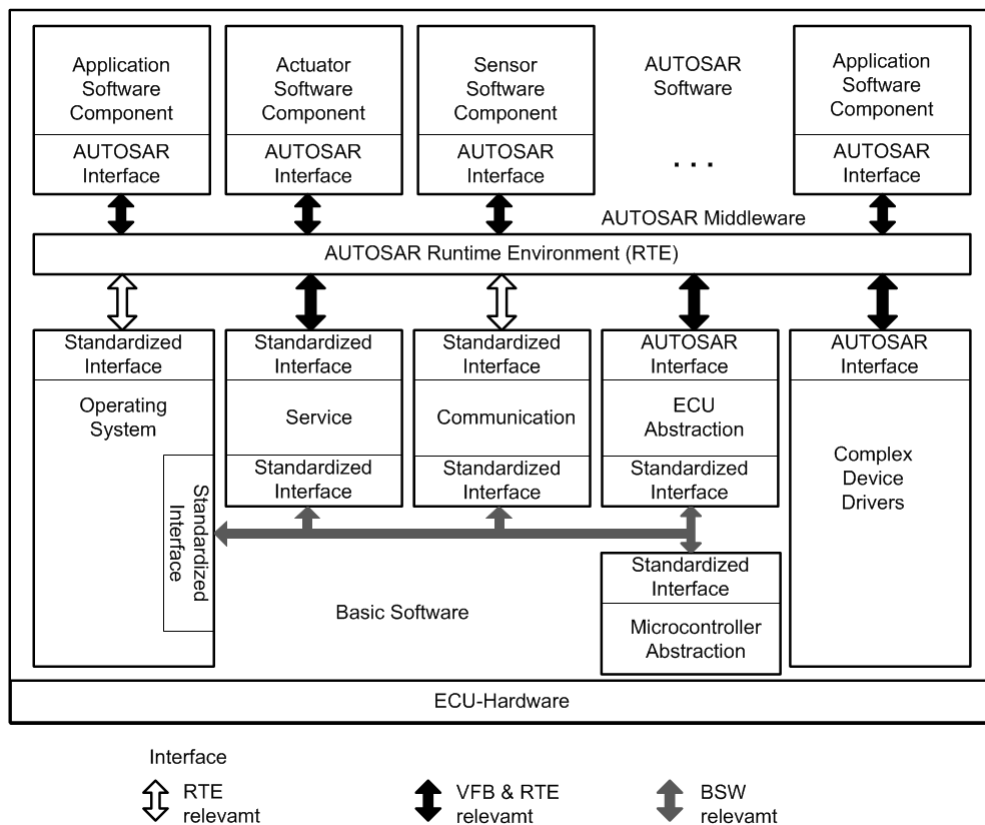 Application
Software
Component
AUTOSAR
Interface
Actuator
Software
Component
AUTOSAR
Interface
Sensor
Software
Component
AUTOSAR
Interface
AUTOSAR
Software
. . .
Application
Software
Component
AUTOSAR
Interface
AUTOSAR Middleware
AUTOSAR Runtime Environment (RTE)
Standardized
Interface
Operating
System
Standardized
Interface
Standardized
Interface
Service
Standardized
Interface
Standardized
Interface
Communication
Standardized
Interface
AUTOSAR
Interface
ECU
Abstraction
Standardized
Interface
AUTOSAR
Interface
Complex
Device
Drivers
Standardized
Interface
Microcontroller
Abstraction
Basic Software
ECU-Hardware
Interface
RTE
relevamt
VFB & RTE
relevamt
BSW
relevamt